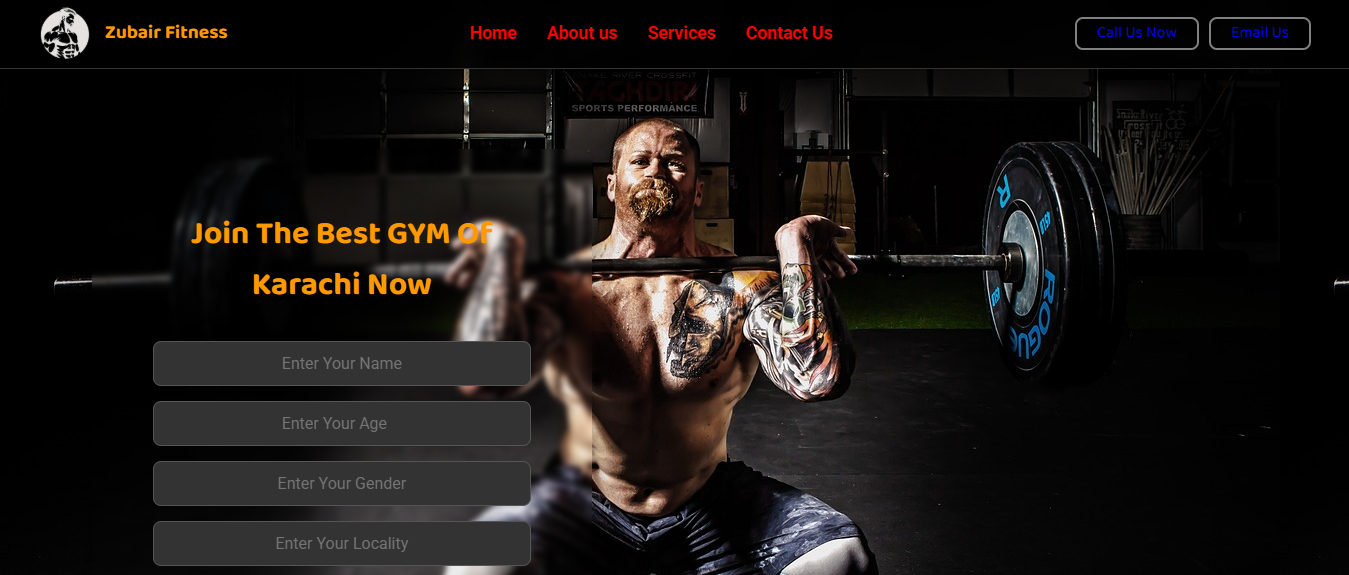 Zubair Fitness
Home About us Services Contact Us
Call Us Now Email Us
SPORTS PERFORMANCE
Join The Best GYM Of
Karachi Now
Enter Your Name
Enter Your Age
Enter Your Gender
Enter Your Locality
R
ROGUE